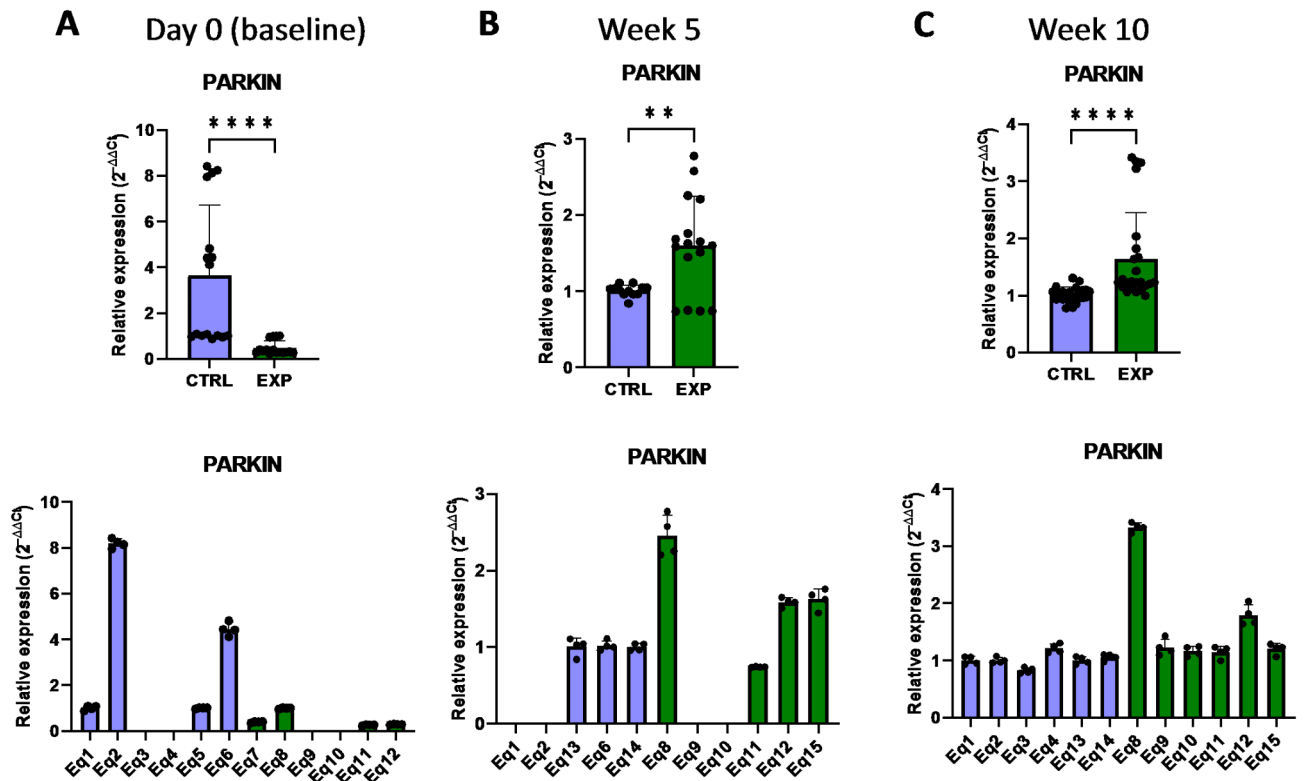 A Day 0 (baseline)
PARKIN
* * * *
Relative expression (2^-ΔΔCt)
10
8
6
4
2
0
CTRL EXP
B Week 5
PARKIN
* *
Relative expression (2^-ΔΔCt)
3
2
1
0
CTRL EXP
C Week 10
PARKIN
* * * *
Relative expression (2^-ΔΔCt)
4
3
2
1
0
CTRL EXP
PARKIN
Relative expression (2^-ΔΔCt)
10
8
6
4
2
0
Eq1 Eq2 Eq3 Eq4 Eq5 Eq6 Eq7 Eq8 Eq9 Eq10 Eq11 Eq12
PARKIN
Relative expression (2^-ΔΔCt)
3
2
1
0
Eq1 Eq2 Eq13 Eq6 Eq14 Eq8 Eq9 Eq10 Eq11 Eq12 Eq15
PARKIN
Relative expression (2^-ΔΔCt)
4
3
2
1
0
Eq1 Eq2 Eq3 Eq4 Eq13 Eq14 Eq8 Eq9 Eq10 Eq11 Eq12 Eq15